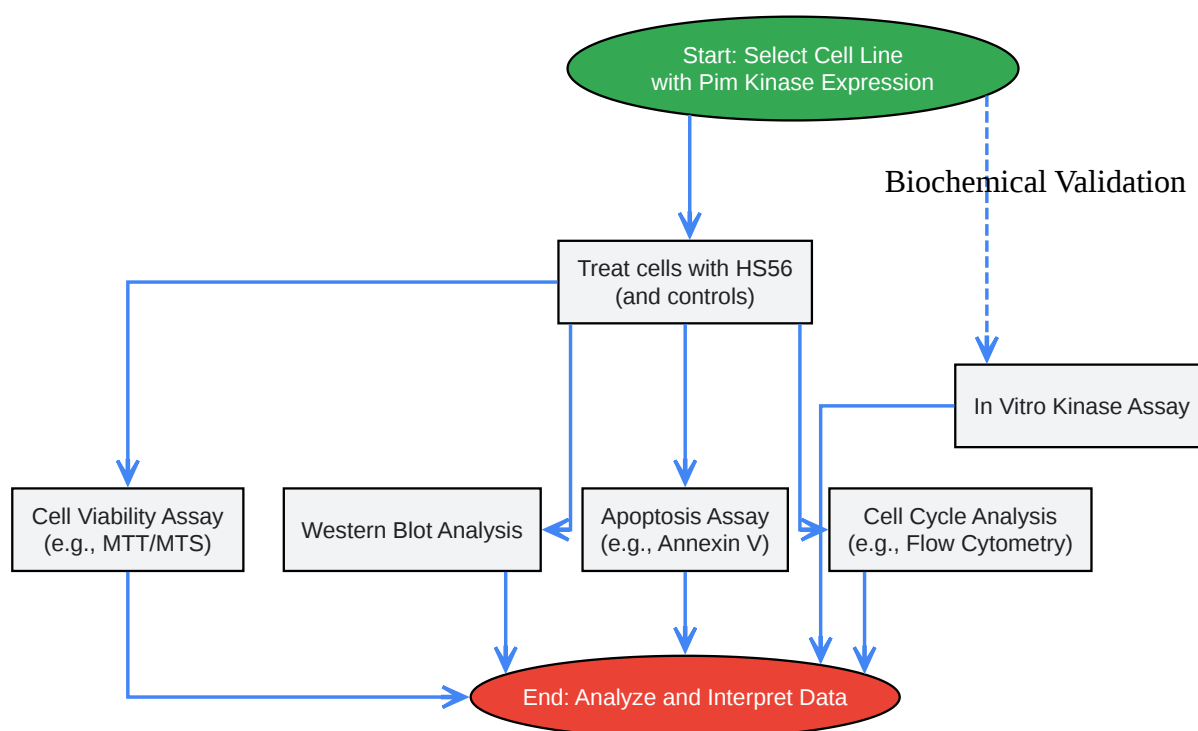 Start: Select Cell Line
with Pim Kinase Expression
Biochemical Validation
Treat cells with HS56
(and controls)
In Vitro Kinase Assay
Cell Viability Assay
(e.g., MTT/MTS)
Western Blot Analysis
Apoptosis Assay
(e.g., Annexin V)
Cell Cycle Analysis
(e.g., Flow Cytometry)
End: Analyze and Interpret Data